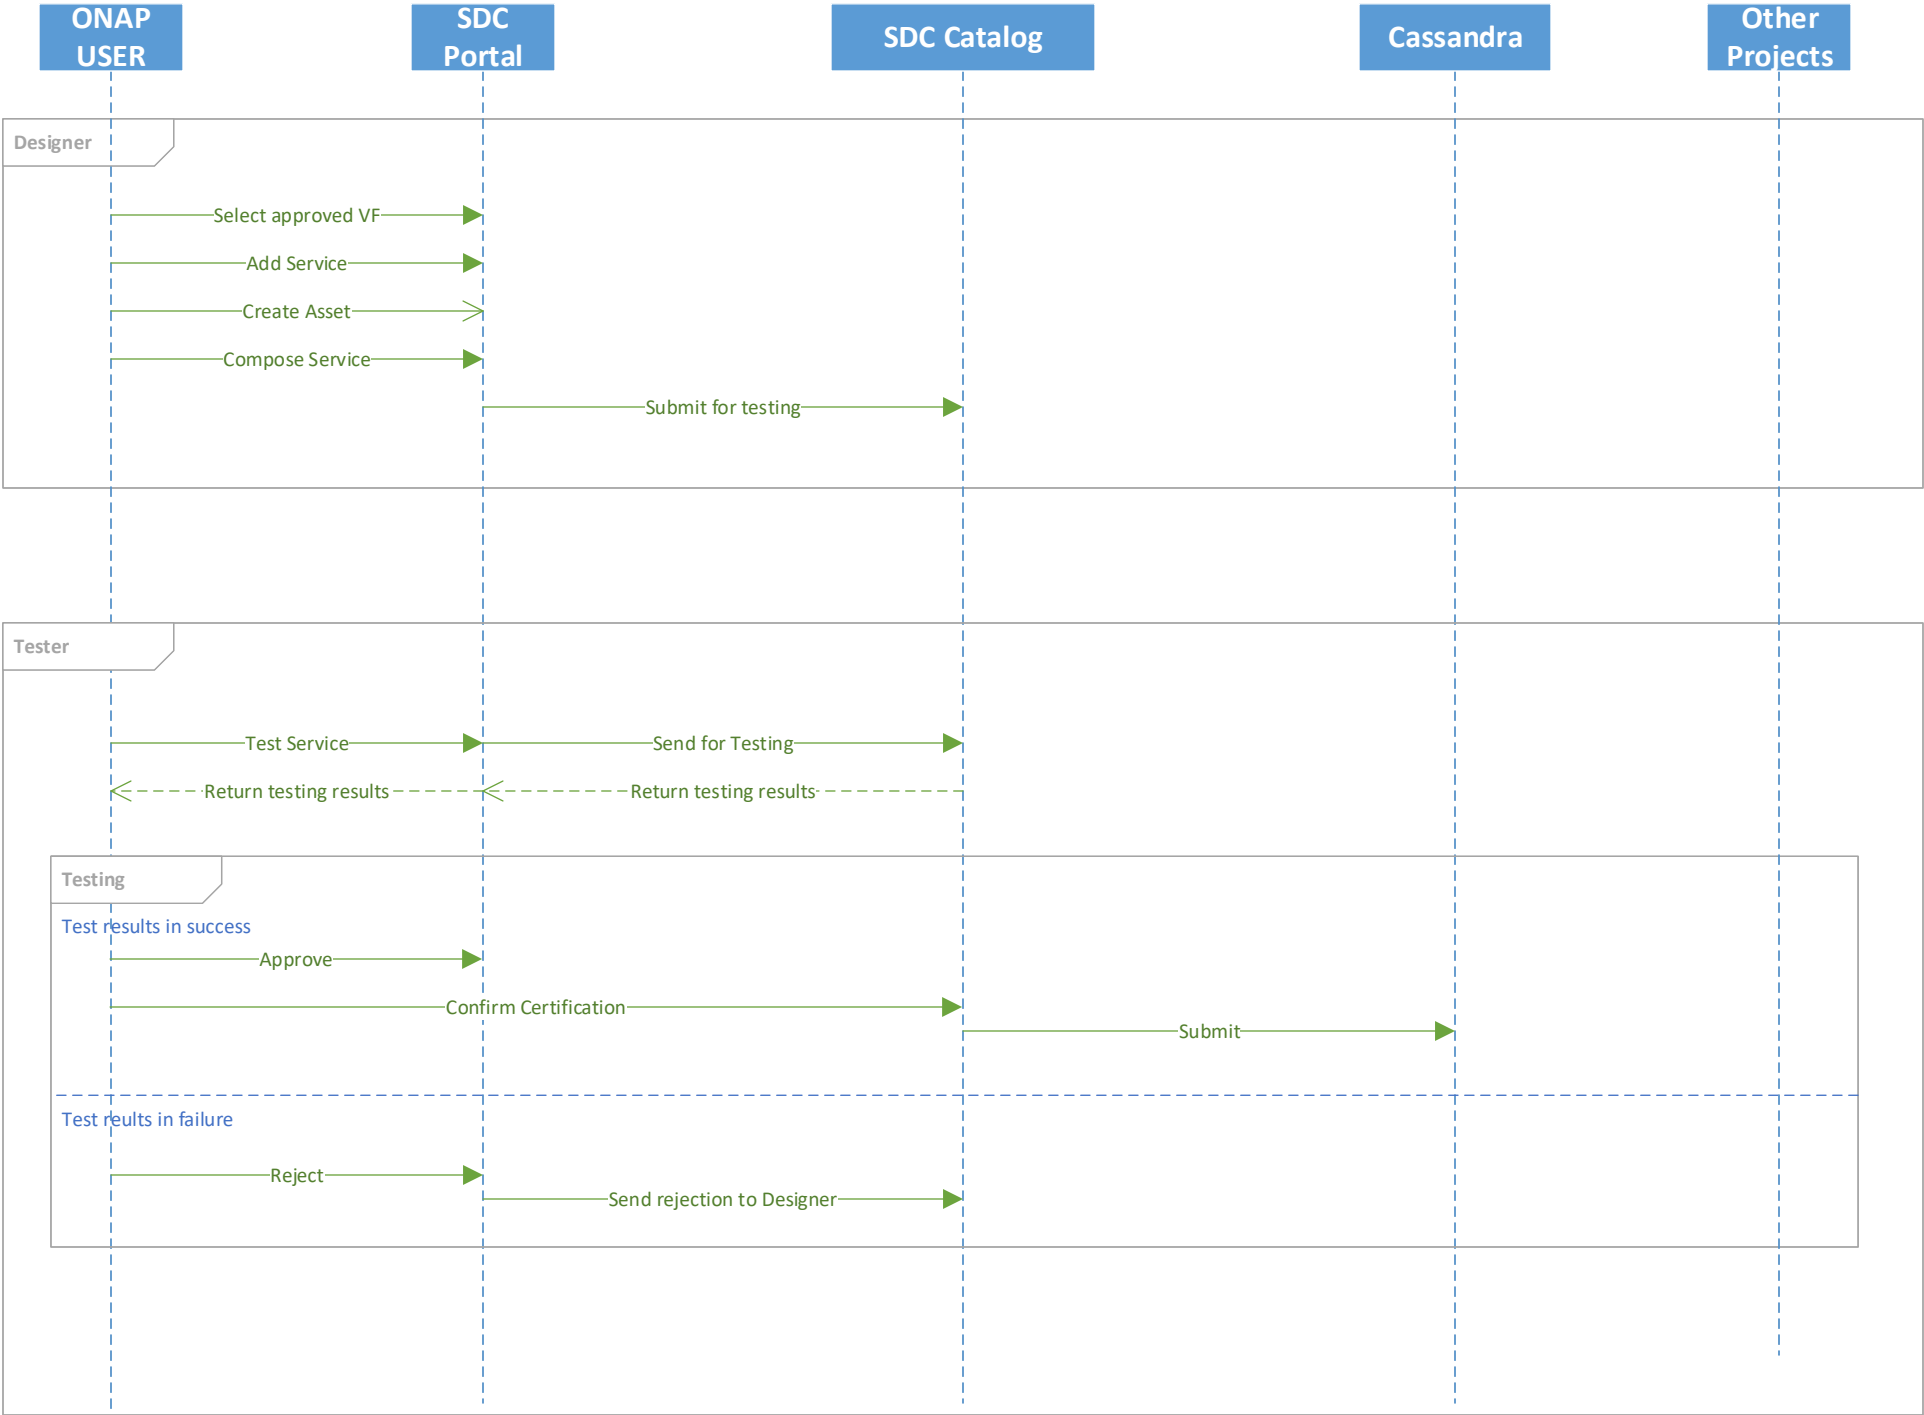 ONAP
USER
SDC
Portal
SDC Catalog
Cassandra
Other
Projects
Designer
Select approved VF
Add Service
Create Asset
Compose Service
Submit for testing
Tester
Test Service
Send for Testing
Return testing results
Return testing results
Testing
Test results in success
Approve
Confirm Certification
Submit
Test reults in failure
Reject
Send rejection to Designer